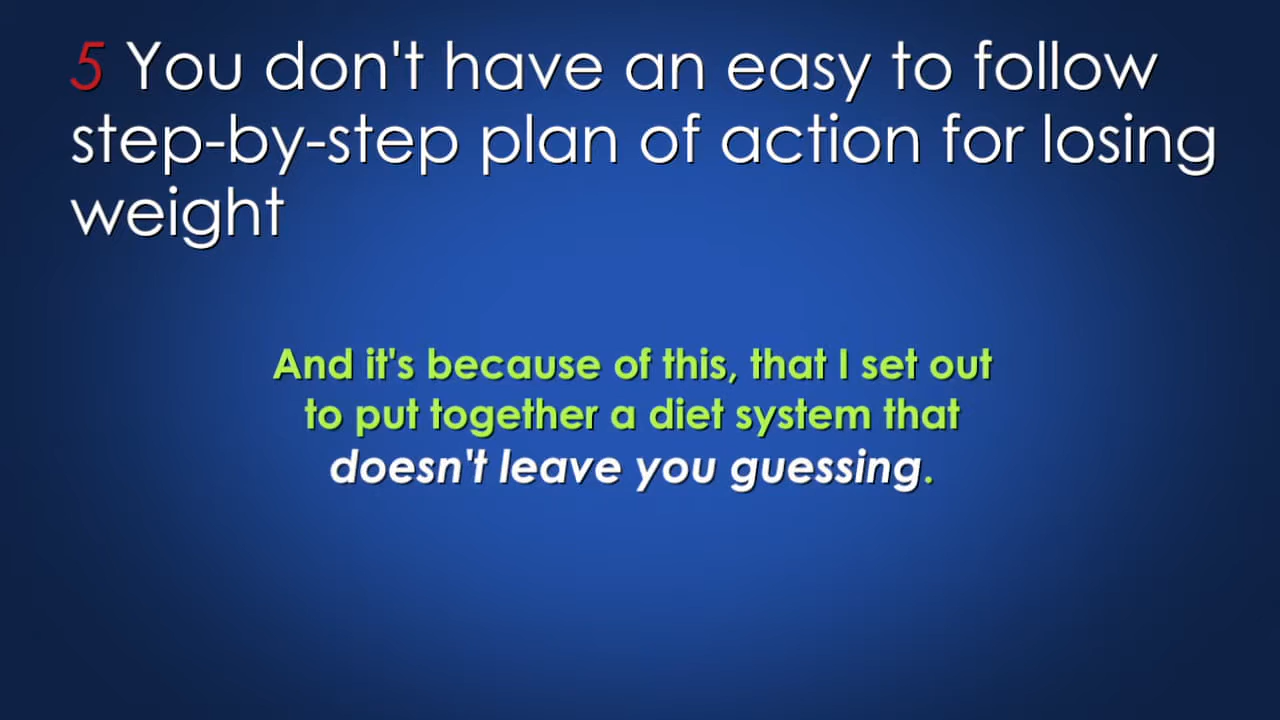 5 You don't have an easy to follow
step-by-step plan of action for losing
weight
And it's because of this, that I set out
to put together a diet system that
doesn't leave you guessing.